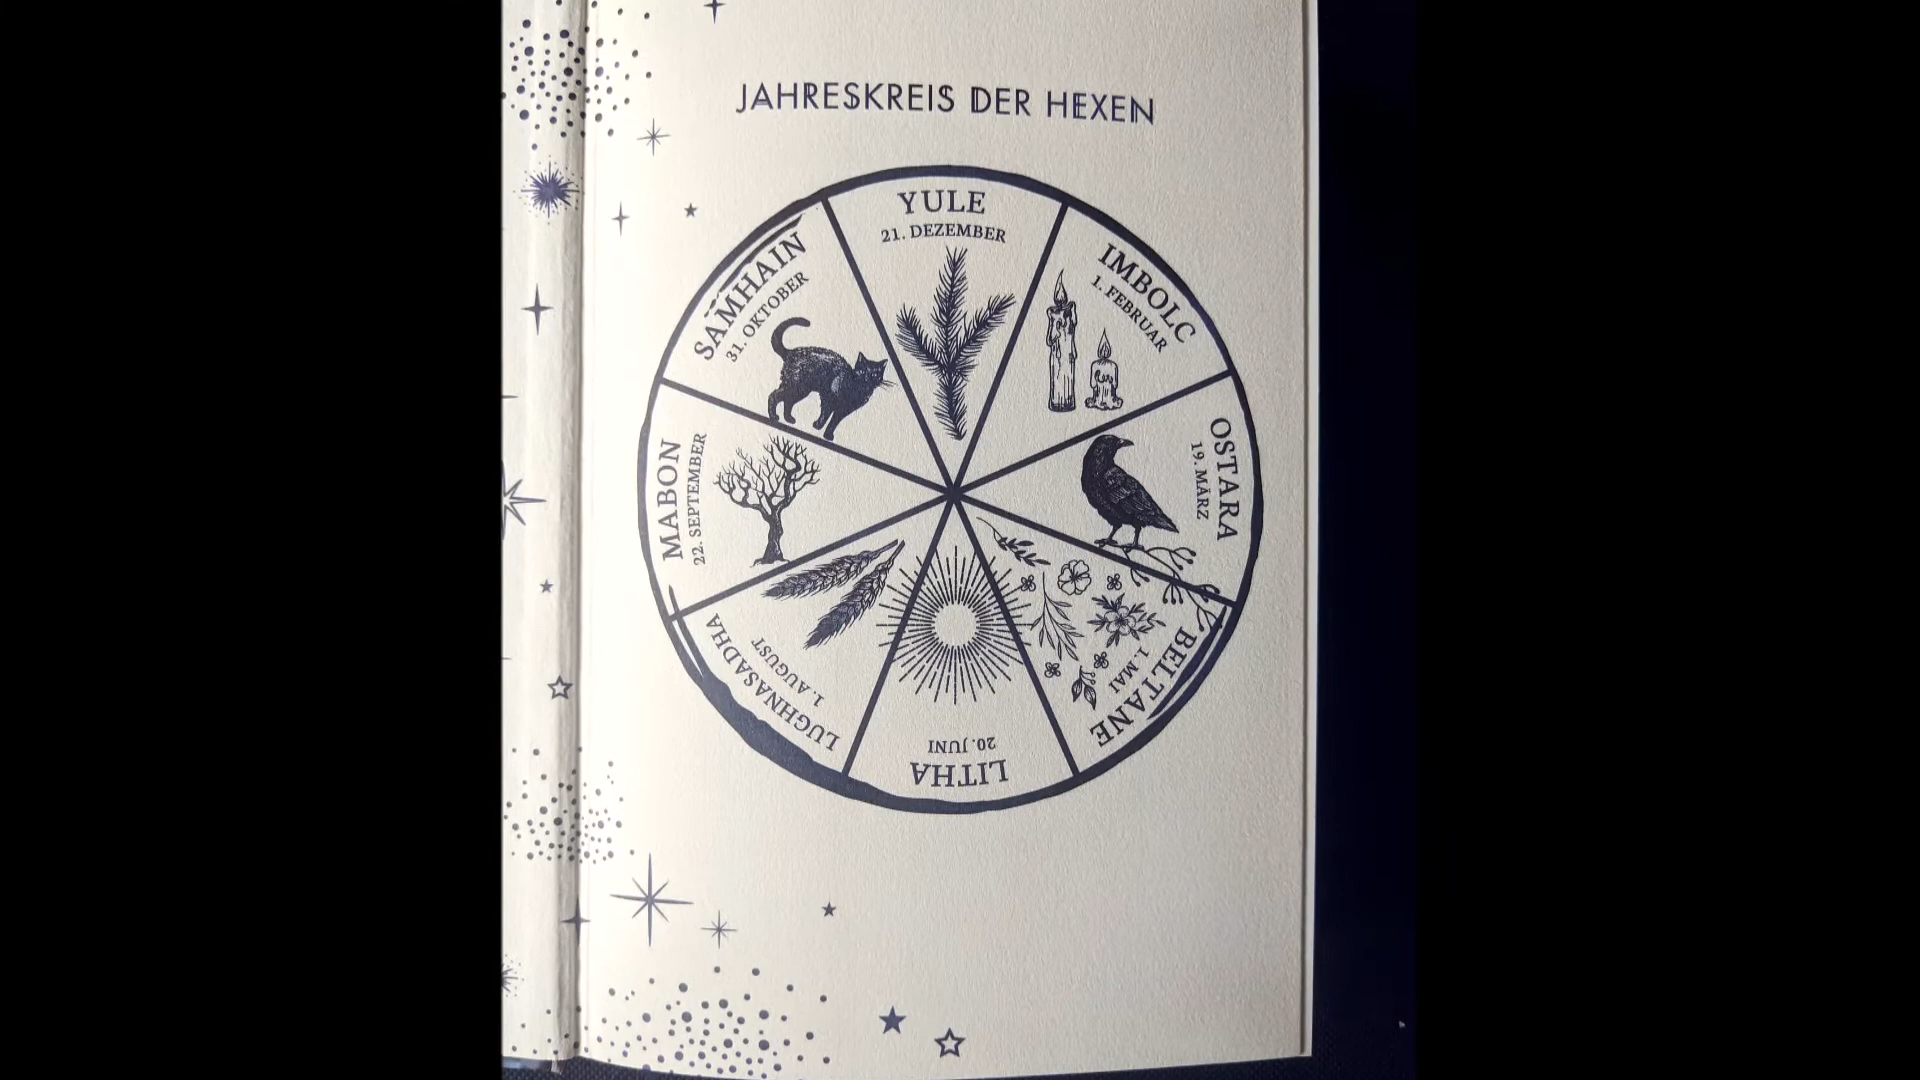 JAHRESKREIS DER HEXEN
YULE
21. DEZEMBER
IMBOLC
1. FEBRUAR
OSTARA
19. MÄRZ
BELTANE
1. MAI
LITHA
20. JUNI
LUGHNASADHA
1. AUGUST
MABON
22. SEPTEMBER
SAMHAIN
31. OKTOBER